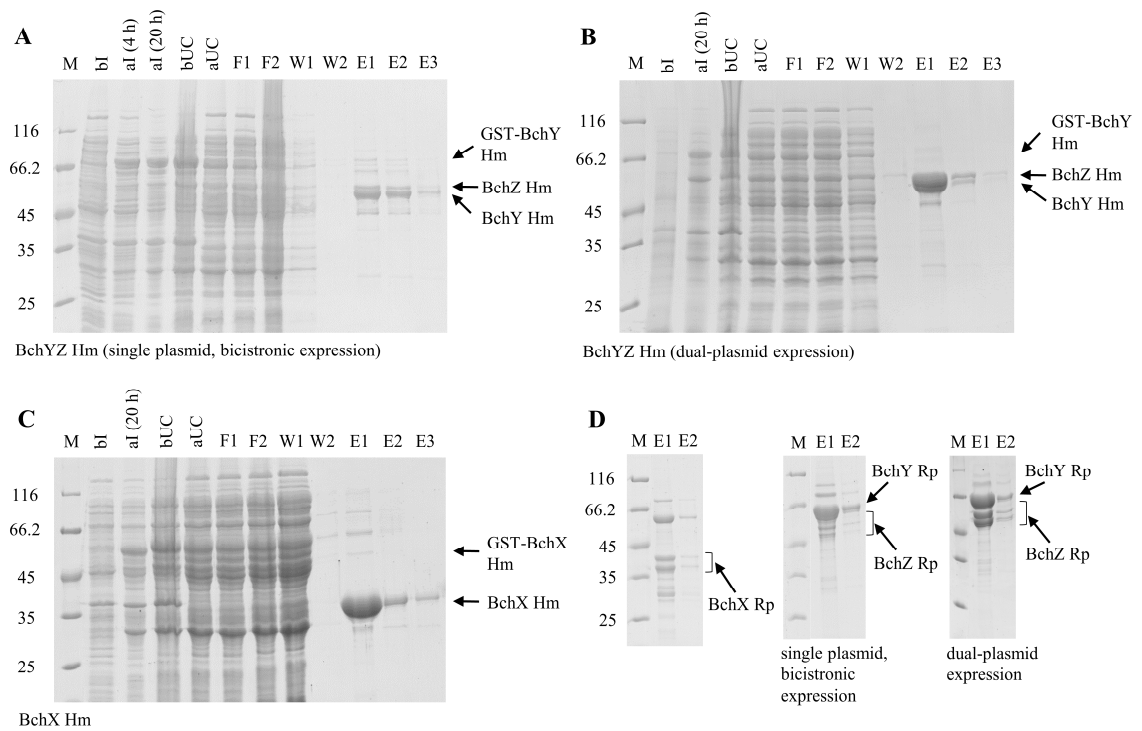 A
M bI aI (4 h) aI (20 h) bUC aUC F1 F2 W1 W2 E1 E2 E3
116
66.2
45
35
25
GST-BchY
Hm
BchZ Hm
BchY Hm
BchYZ Hm (single plasmid, bicistronic expression)
B
M bI aI (20 h) bUC aUC F1 F2 W1 W2 E1 E2 E3
116
66.2
45
35
25
GST-BchY
Hm
BchZ Hm
BchY Hm
BchYZ Hm (dual-plasmid expression)
C
M bI aI (20 h) bUC aUC F1 F2 W1 W2 E1 E2 E3
116
66.2
45
35
25
GST-BchX
Hm
BchX Hm
BchX Hm
D
M E1 E2
116
66.2
45
35
25
BchX Rp
M E1 E2
BchY Rp
BchZ Rp
single plasmid,
bicistronic
expression
M E1 E2
BchY Rp
BchZ Rp
dual-plasmid
expression